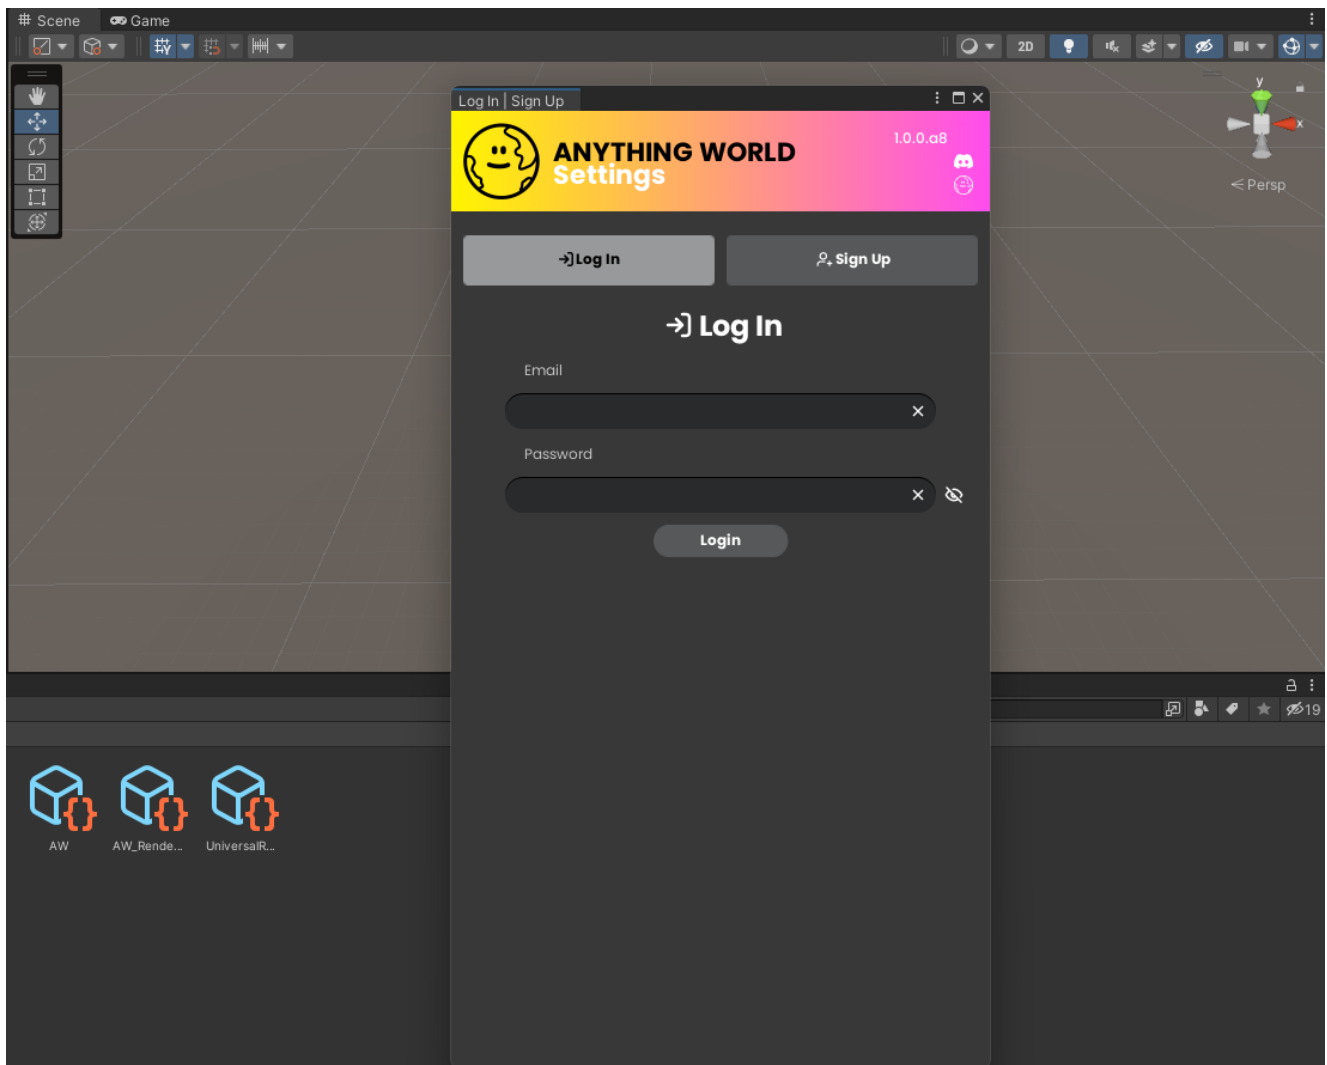 Scene Game
2D
Log In | Sign Up
ANYTHING WORLD
Settings
1.0.0.a8
y
x
Persp
Log In
Sign Up
Log In
Email
Password
Login
19
AW
AW_Rende...
UniversalR...